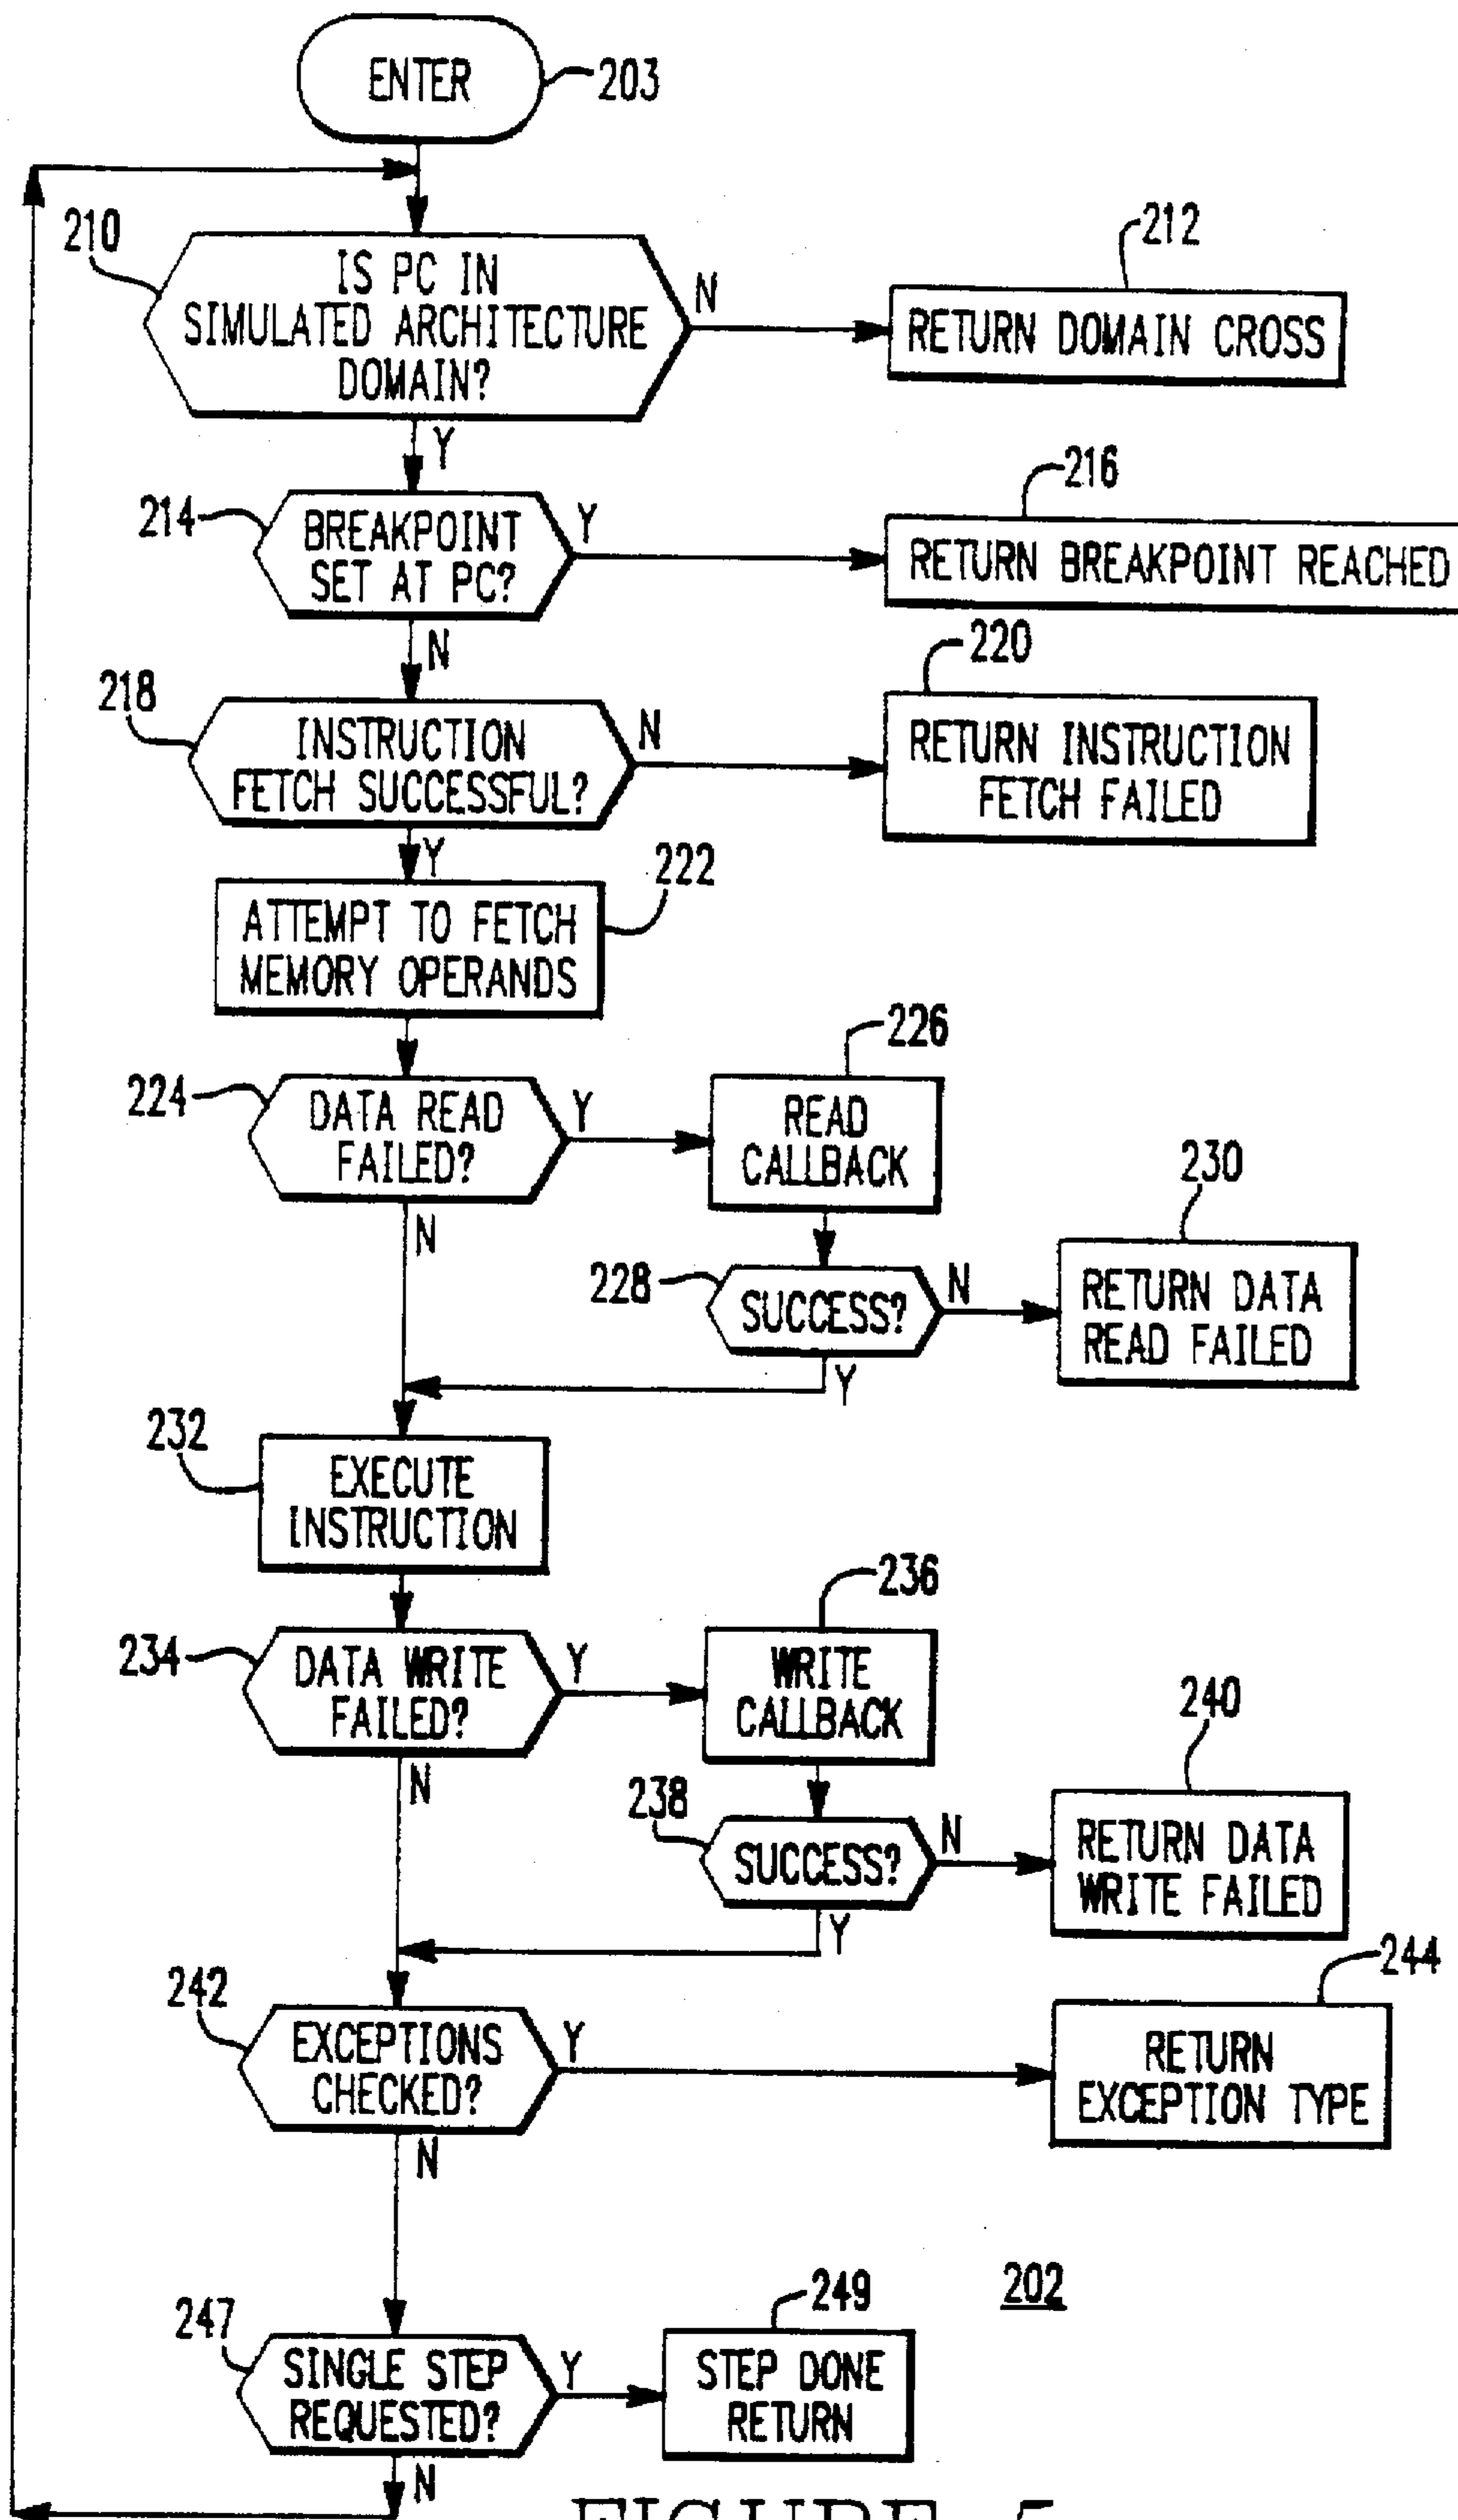 ENTER
203
210
IS PC IN
SIMULATED ARCHITECTURE
DOMAIN?
N
212
RETURN DOMAIN CROSS
Y
214
BREAKPOINT
SET AT PC?
Y
216
RETURN BREAKPOINT REACHED
N
218
INSTRUCTION
FETCH SUCCESSFUL?
N
220
RETURN INSTRUCTION
FETCH FAILED
Y
222
ATTEMPT TO FETCH
MEMORY OPERANDS
224
DATA READ
FAILED?
Y
226
READ
CALLBACK
N
228
SUCCESS?
N
230
RETURN DATA
READ FAILED
Y
232
EXECUTE
INSTRUCTION
234
DATA WRITE
FAILED?
Y
236
WRITE
CALLBACK
N
238
SUCCESS?
N
240
RETURN DATA
WRITE FAILED
Y
242
EXCEPTIONS
CHECKED?
Y
244
RETURN
EXCEPTION TYPE
N
247
SINGLE STEP
REQUESTED?
Y
249
STEP DONE
RETURN
202
N
FIGURE 5